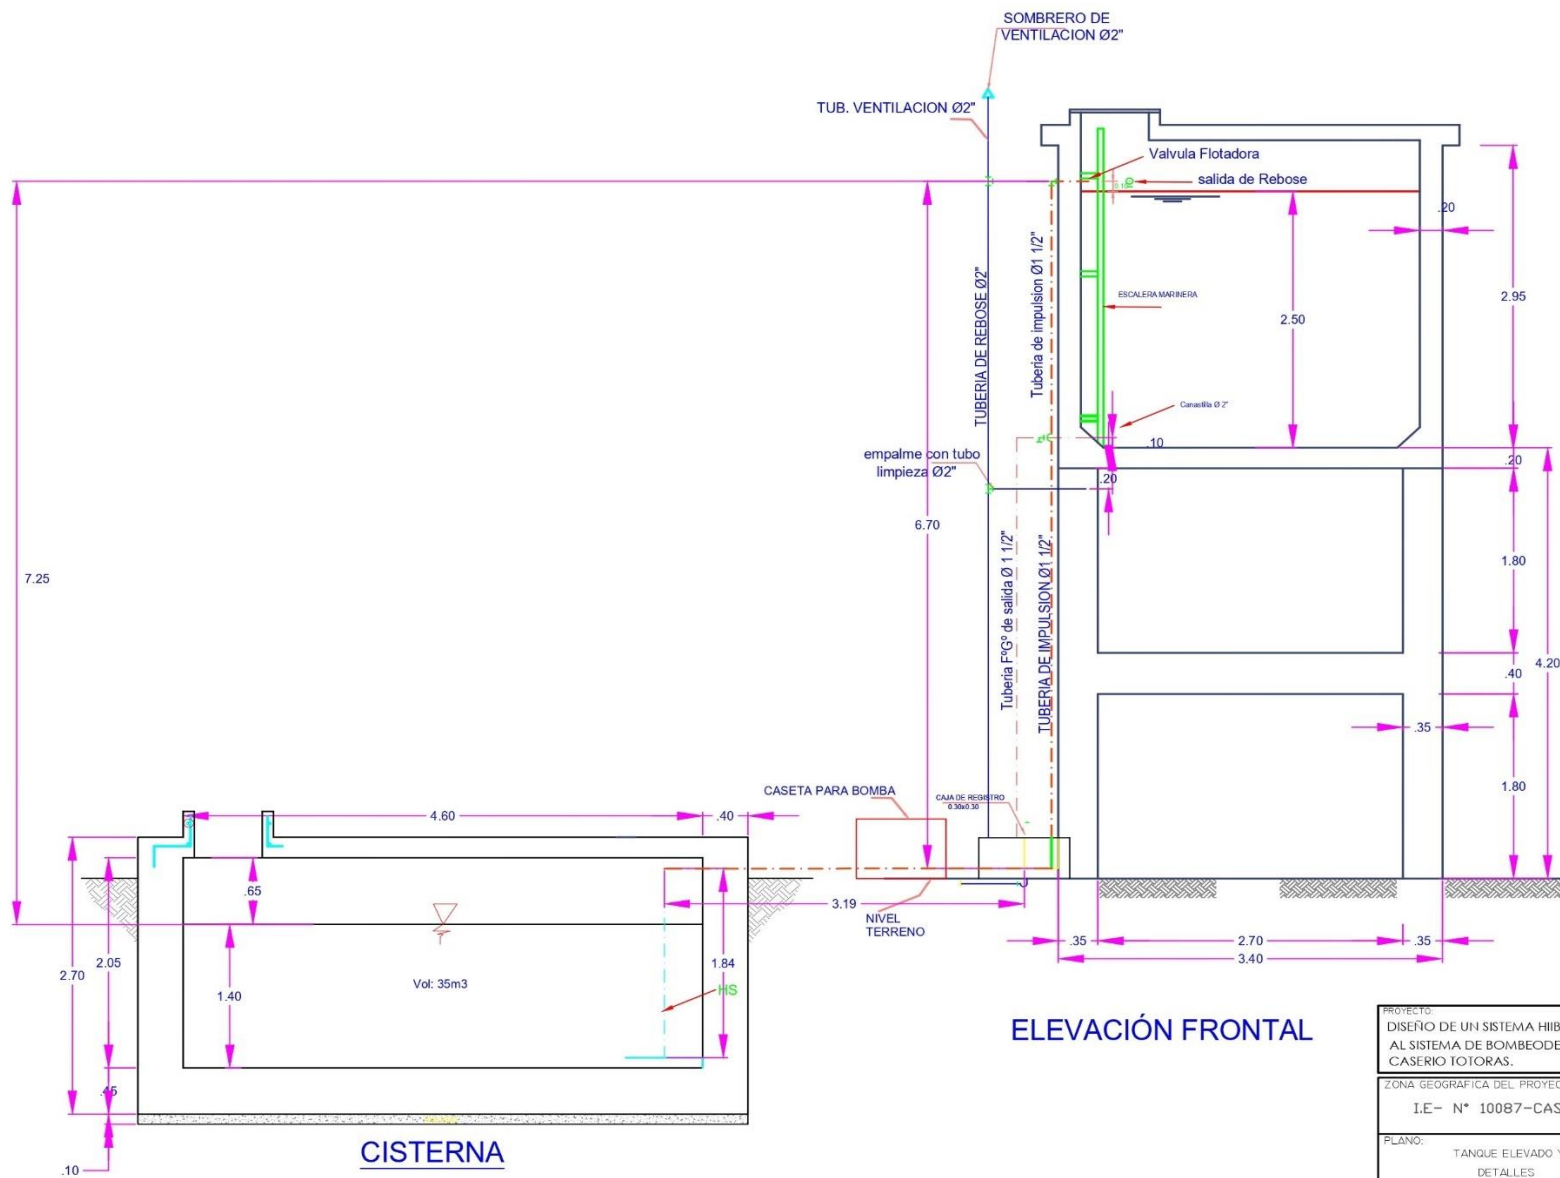 SOMBRERO DE
VENTILACION Ø2"
TUB. VENTILACION Ø2"
Valvula Flotadora
salida de Rebose
0.10
.20
TUBERIA DE REBOSE Ø2"
Tuberia de impulsion Ø1 1/2"
ESCALERA MARINERA
2.95
2.50
Canastilla Ø 2"
.10
empalme con tubo
limpieza Ø2"
.20
.20
6.70
7.25
Tuberia FºGº de salida Ø 1 1/2"
TUBERIA DE IMPULSION Ø1 1/2"
1.80
.40
4.20
.35
1.80
CASETA PARA BOMBA
CAJA DE REGISTRO
0.30x0.30
4.60
.40
.65
3.19
NIVEL
TERRENO
.35
2.70
.35
3.40
2.70
2.05
1.40
Vol: 35m3
1.84
HS
.45
.10
CISTERNA
ELEVACIÓN FRONTAL
PROYECTO:
DISEÑO DE UN SISTEMA HIIB
AL SISTEMA DE BOMBEODE
CASERIO TOTORAS.
ZONA GEOGRAFICA DEL PROYEC
I.E- N° 10087-CAS
PLANO:
TANQUE ELEVADO Y
DETALLES